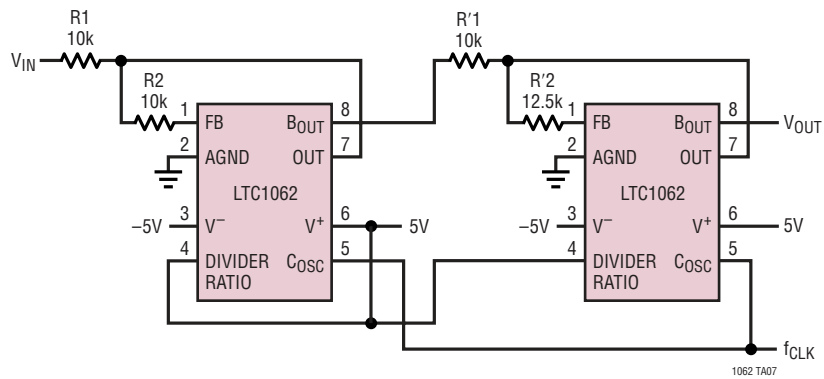 R1
10k
R′1
10k
VIN
R2
10k
R′2
12.5k
1
FB
BOUT
8
2
AGND
OUT
7
LTC1062
–5V
3
V–
V+
6
5V
4
DIVIDER
RATIO
COSC
5
1
FB
BOUT
8
VOUT
2
AGND
OUT
7
LTC1062
–5V
3
V–
V+
6
5V
4
DIVIDER
RATIO
COSC
5
fCLK
1062 TA07